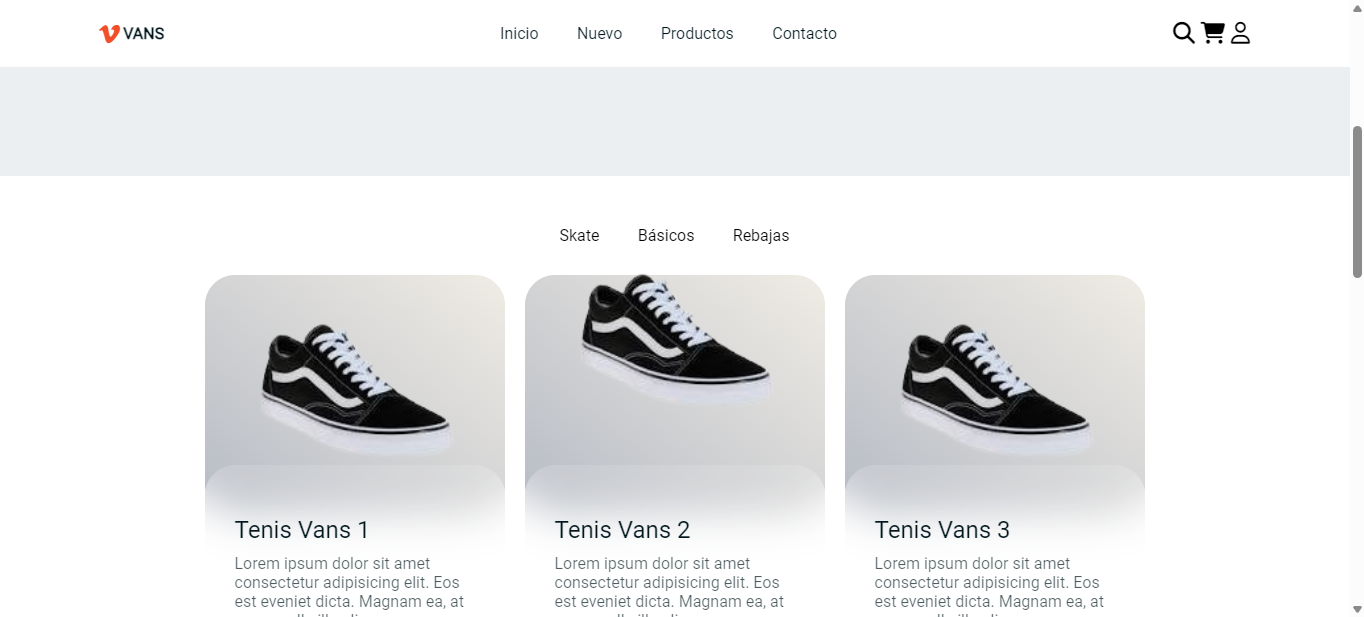 VANS
Inicio
Nuevo
Productos
Contacto
Skate
Básicos
Rebajas
Tenis Vans 1
Lorem ipsum dolor sit amet
consectetur adipisicing elit. Eos
est eveniet dicta. Magnam ea, at
Tenis Vans 2
Lorem ipsum dolor sit amet
consectetur adipisicing elit. Eos
est eveniet dicta. Magnam ea, at
Tenis Vans 3
Lorem ipsum dolor sit amet
consectetur adipisicing elit. Eos
est eveniet dicta. Magnam ea, at